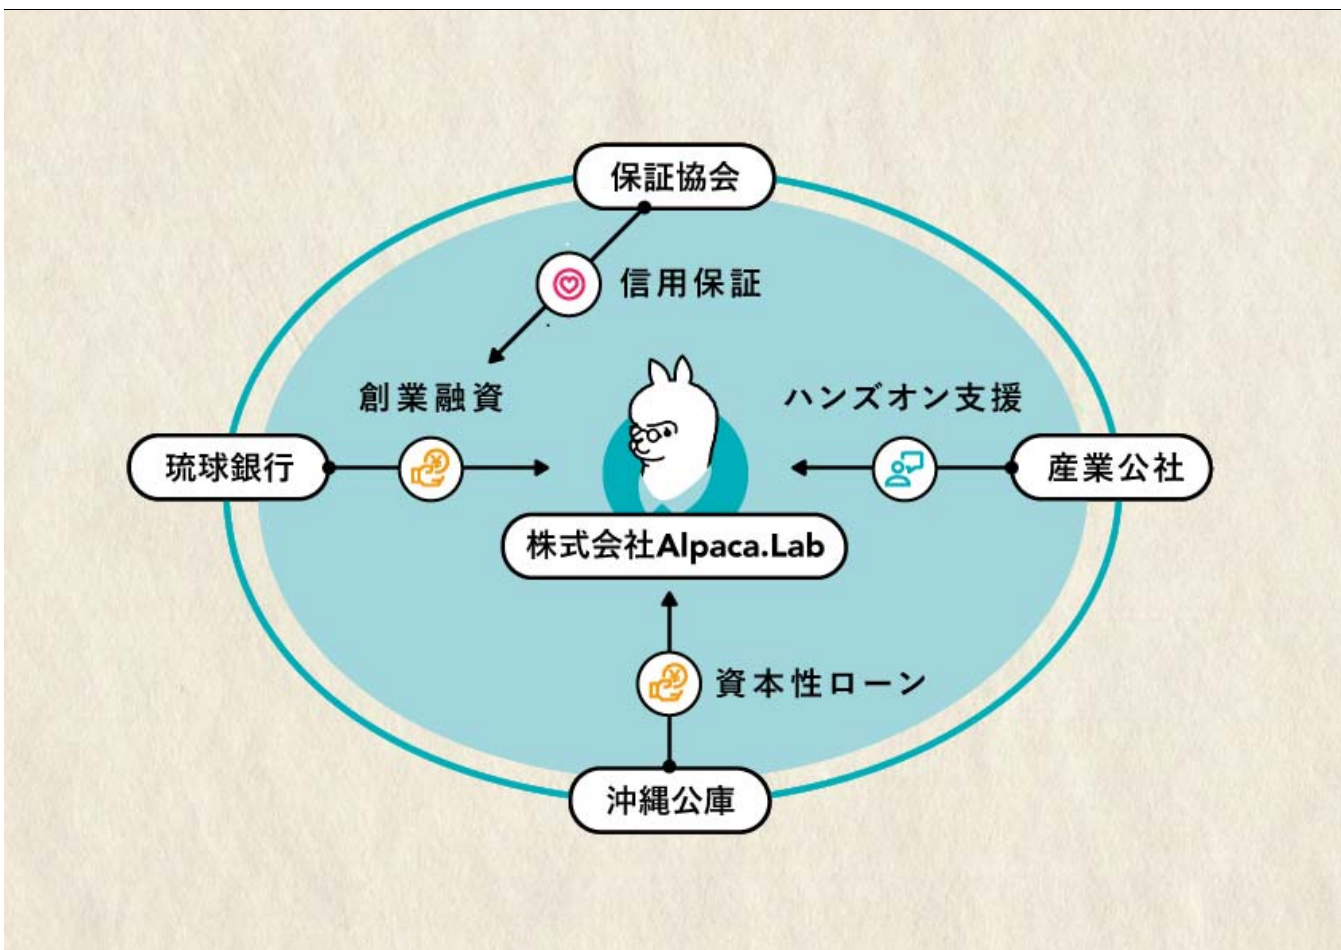 保証協会
信用保証
創業融資
ハンズオン支援
琉球銀行
産業公社
株式会社Alpaca.Lab
資本性ローン
沖縄公庫